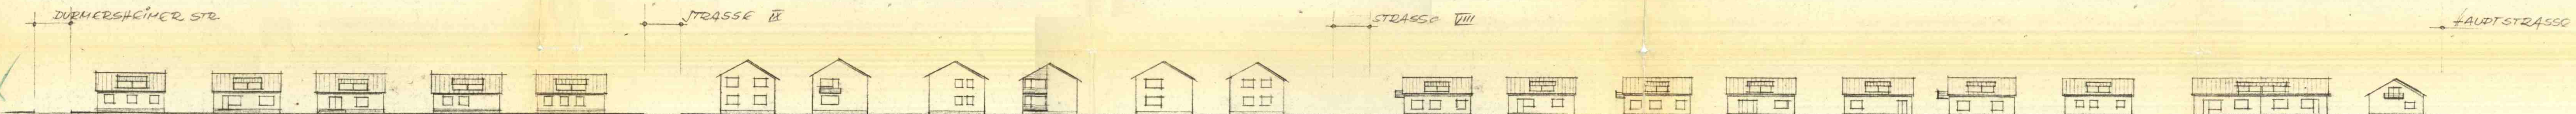 DURMERSHEIMER STR.
STRASSE IX
STRASSE VIII
HAUPTSTRASSE